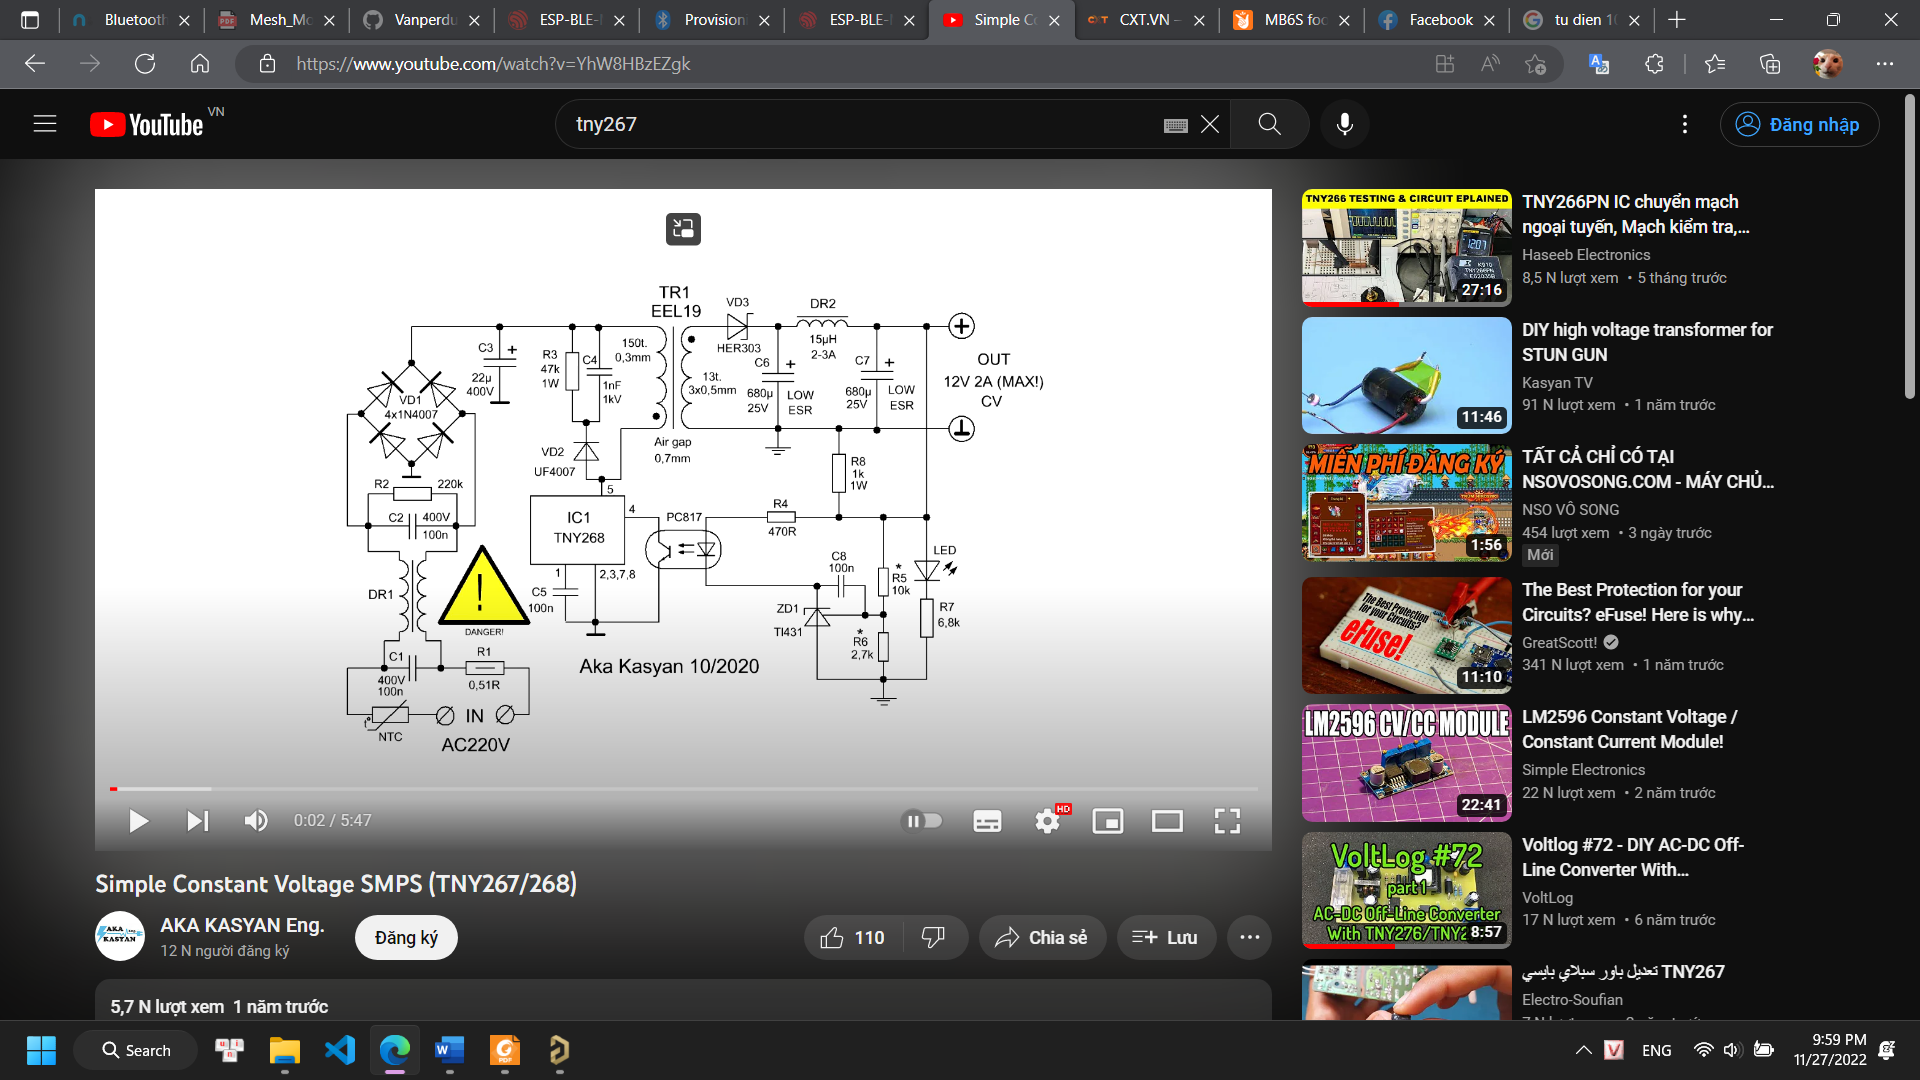 Bluetooth
Mesh_Mo
Vanperdu
ESP-BLE-
Provision
ESP-BLE-
Simple Co
CXT.VN –
MB6S foo
Facebook
tu dien 10
https://www.youtube.com/watch?v=YhW8HBzEZgk
YouTube VN
tny267
Đăng nhập
TR1
EEL19
VD3
HER303
DR2
15µH
2-3A
C3
22µ
400V
R3
47k
1W
C4
1nF
1kV
150t.
0,3mm
13t.
3x0,5mm
C6
680µ
25V
LOW
ESR
C7
680µ
25V
LOW
ESR
OUT
12V 2A (MAX!)
CV
VD1
4x1N4007
Air gap
0,7mm
VD2
UF4007
R8
1k
1W
R2
220k
C2
400V
100n
5
4
IC1
TNY268
1
2,3,7,8
PC817
R4
470R
C8
100n
* R5
10k
LED
C5
100n
DR1
!
DANGER!
ZD1
Tl431
*
R6
2,7k
R7
6,8k
C1
400V
100n
R1
0,51R
Aka Kasyan 10/2020
t°
NTC
IN
AC220V
HD
0:02 / 5:47
Simple Constant Voltage SMPS (TNY267/268)
AKA
KASYAN
AKA KASYAN Eng.
12 N người đăng ký
Đăng ký
110
Chia sẻ
Lưu
5,7 N lượt xem 1 năm trước
TNY266 TESTING & CIRCUIT EPLAINED
27:16
TNY266PN IC chuyển mạch
ngoại tuyến, Mạch kiểm tra,...
Haseeb Electronics
8,5 N lượt xem • 5 tháng trước
11:46
DIY high voltage transformer for
STUN GUN
Kasyan TV
91 N lượt xem • 1 năm trước
MIỄN PHÍ ĐĂNG KÝ
1:56
TẤT CẢ CHỈ CÓ TẠI
NSOVOSONG.COM - MÁY CHỦ...
NSO VÔ SONG
454 lượt xem • 3 ngày trước
Mới
The Best Protection
for your Circuits?
eFuse!
11:10
The Best Protection for your
Circuits? eFuse! Here is why...
GreatScott!
341 N lượt xem • 1 năm trước
LM2596 CV/CC MODULE
22:41
LM2596 Constant Voltage /
Constant Current Module!
Simple Electronics
22 N lượt xem • 2 năm trước
VoltLog #72
part 1
AC-DC Off-Line Converter
With TNY276/TNY2
8:57
Voltlog #72 - DIY AC-DC Off-
Line Converter With...
VoltLog
17 N lượt xem • 6 năm trước
تعديل باور سبلاي بايسي TNY267
Electro-Soufian
Search
ENG
9:59 PM
11/27/2022